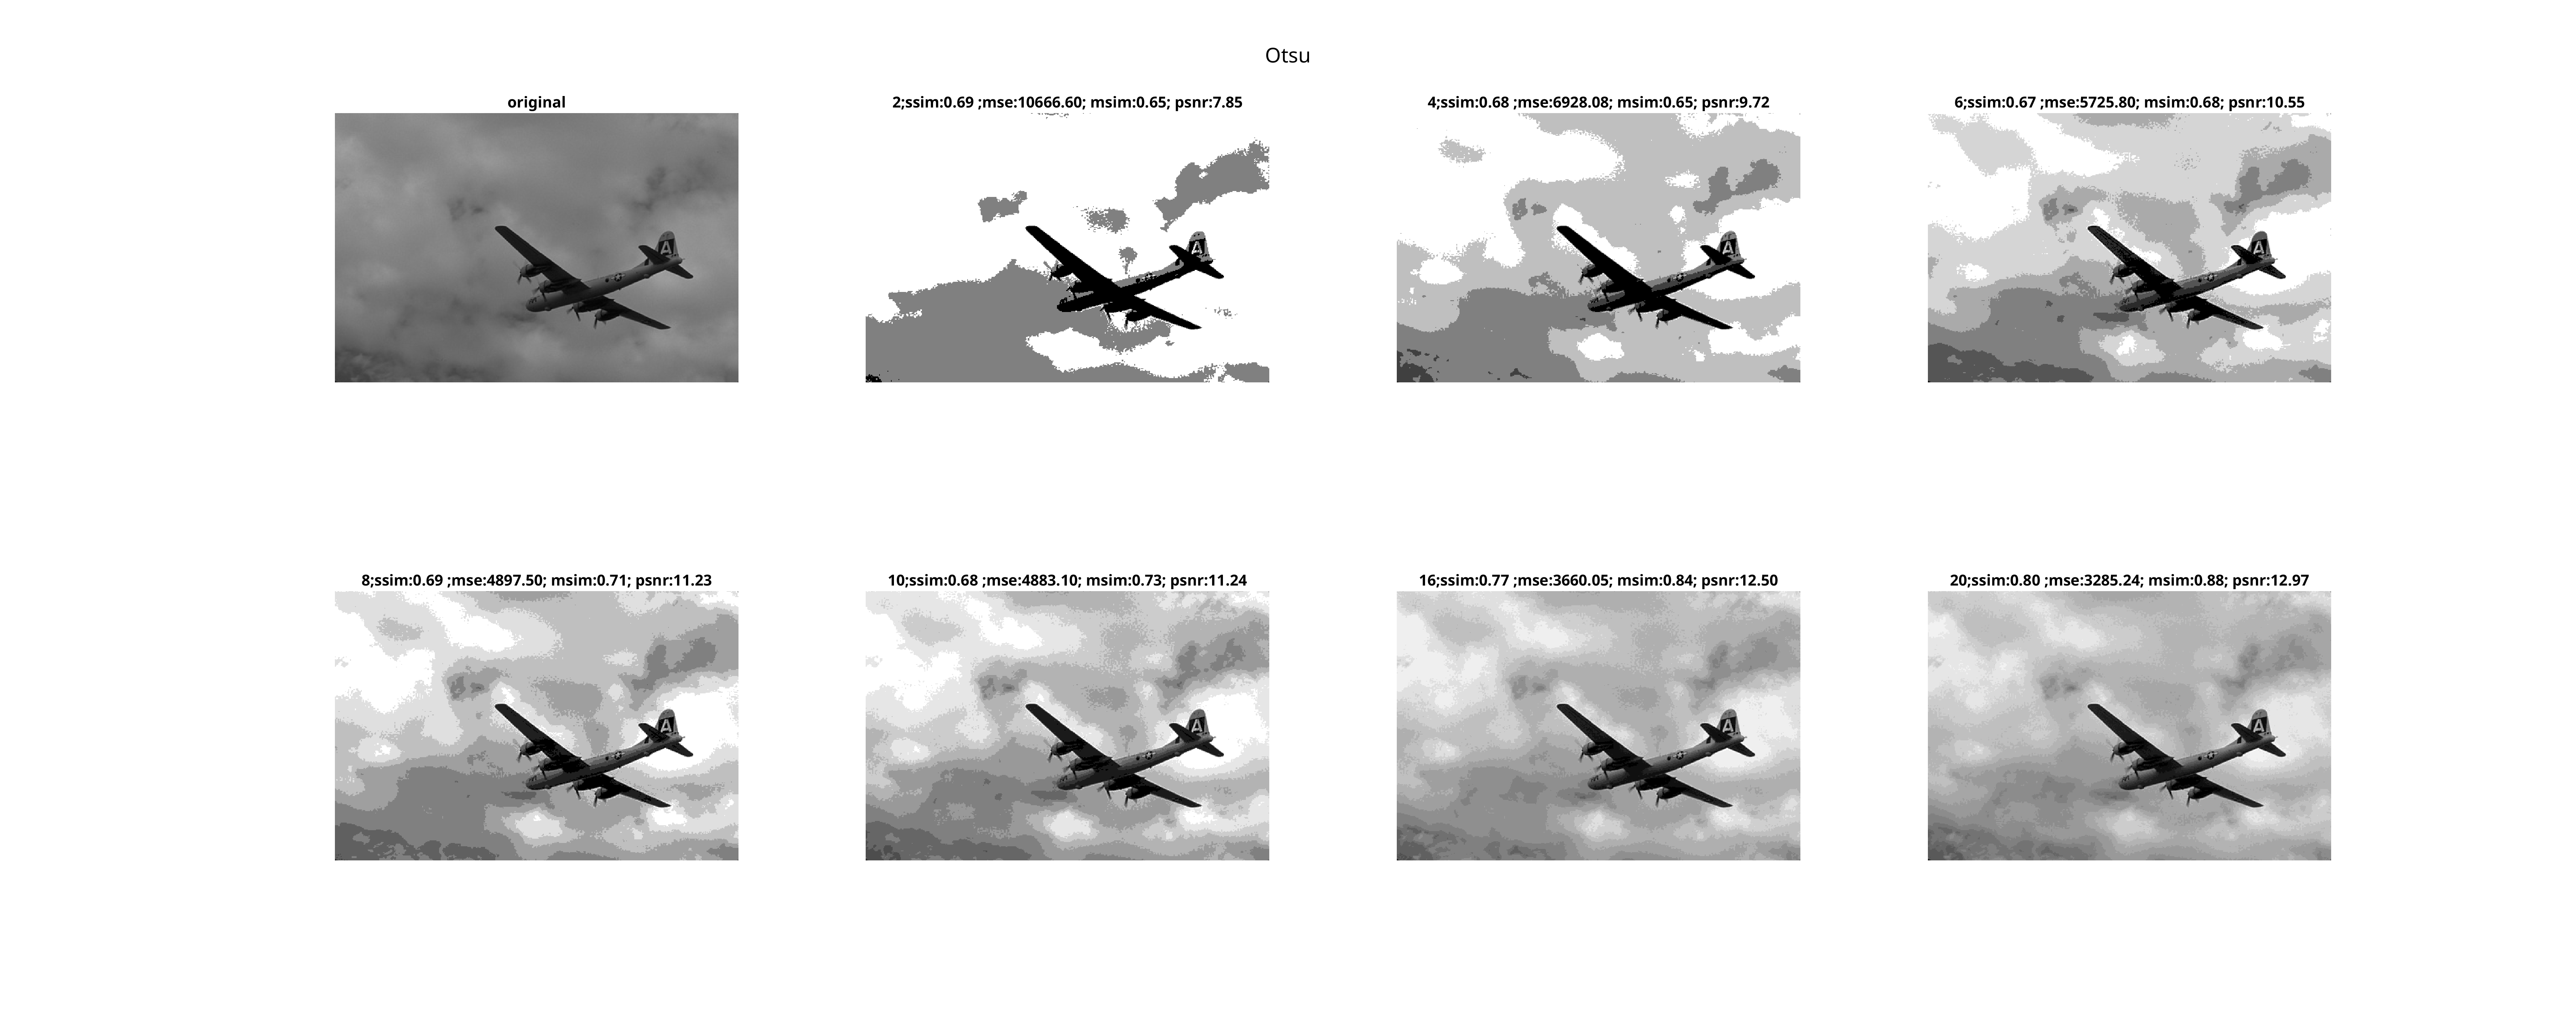 Otsu
original
2;ssim:0.69 ;mse:10666.60; msim:0.65; psnr:7.85
4;ssim:0.68 ;mse:6928.08; msim:0.65; psnr:9.72
6;ssim:0.67 ;mse:5725.80; msim:0.68; psnr:10.55
A
A
A
A
8;ssim:0.69 ;mse:4897.50; msim:0.71; psnr:11.23
10;ssim:0.68 ;mse:4883.10; msim:0.73; psnr:11.24
16;ssim:0.77 ;mse:3660.05; msim:0.84; psnr:12.50
20;ssim:0.80 ;mse:3285.24; msim:0.88; psnr:12.97
A
A
A
A